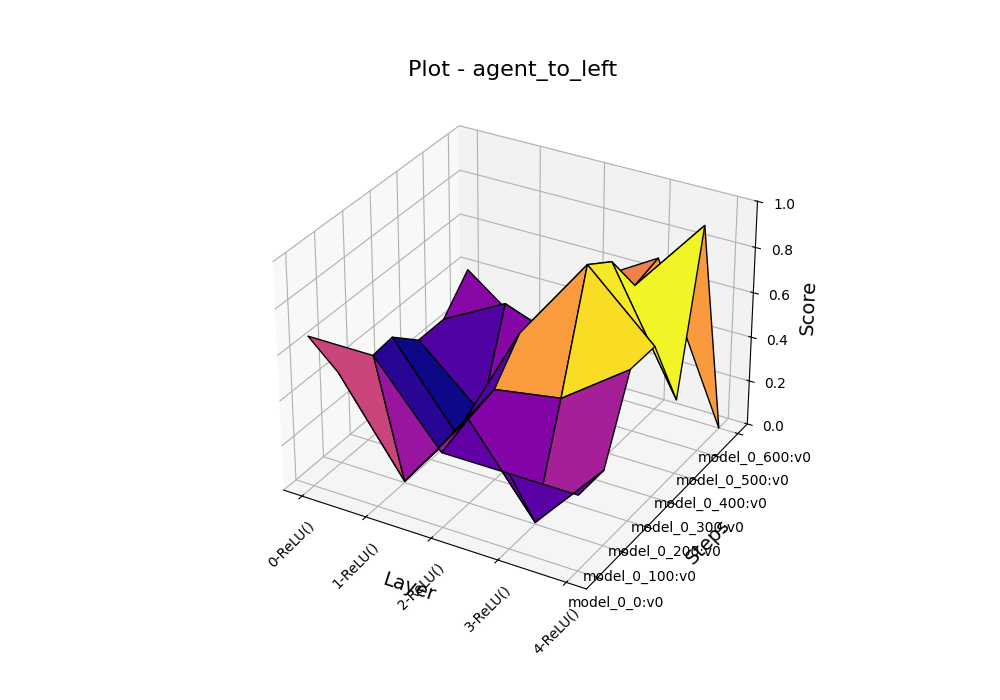 Plot - agent_to_left
1.0
0.8
0.6
0.4
0.2
0.0
Score
model_0_600:v0
model_0_500:v0
model_0_400:v0
model_0_300:v0
model_0_200:v0
model_0_100:v0
model_0_0:v0
Steps
0-ReLU()
1-ReLU()
2-ReLU()
3-ReLU()
4-ReLU()
Layer